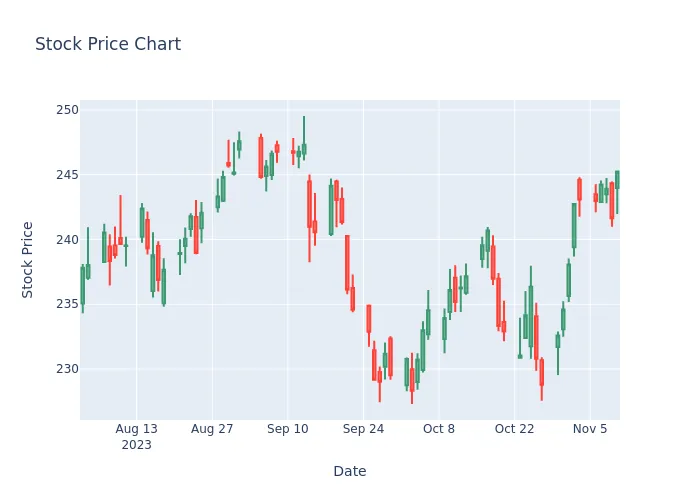 Stock Price Chart
250
245
240
235
230
Stock Price
Aug 13
2023
Aug 27
Sep 10
Sep 24
Oct 8
Oct 22
Nov 5
Date